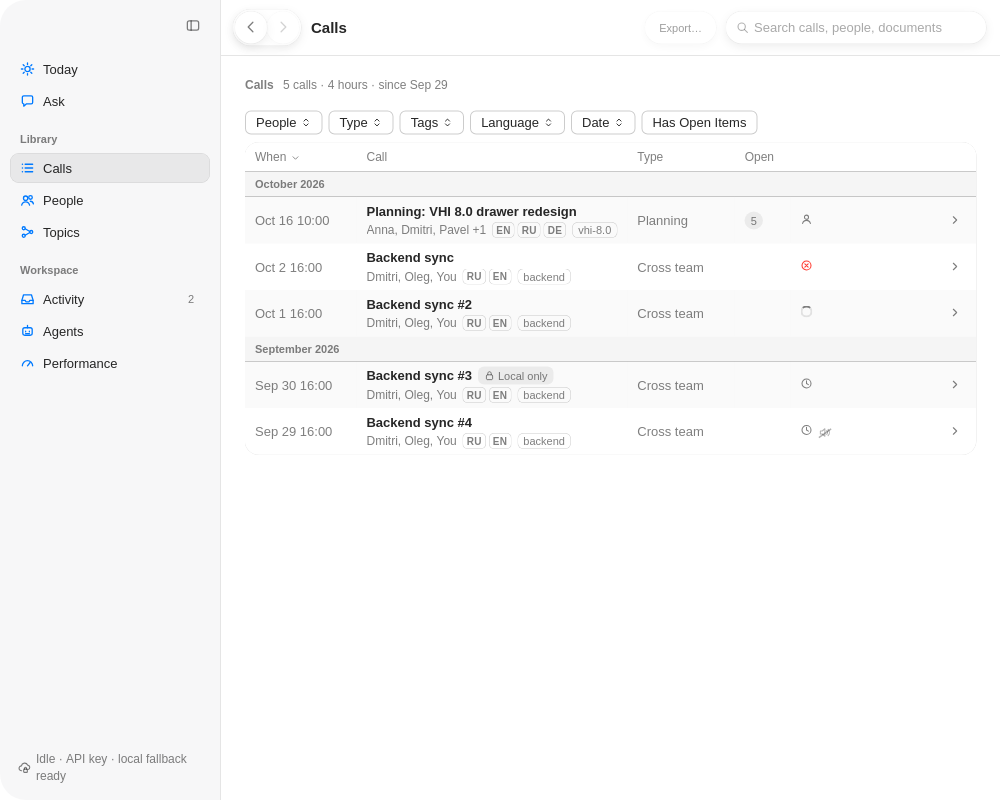 Calls
Export…
Search calls, people, documents
Today
Ask
Library
Calls
People
Topics
Workspace
Activity 2
Agents
Performance
Idle · API key · local fallback
ready
Calls 5 calls · 4 hours · since Sep 29
People Type Tags Language Date Has Open Items
When Call Type Open
October 2026
Oct 16 10:00 Planning: VHI 8.0 drawer redesign Planning 5
Anna, Dmitri, Pavel +1 EN RU DE vhi-8.0
Oct 2 16:00 Backend sync Cross team
Dmitri, Oleg, You RU EN backend
Oct 1 16:00 Backend sync #2 Cross team
Dmitri, Oleg, You RU EN backend
September 2026
Sep 30 16:00 Backend sync #3 Local only Cross team
Dmitri, Oleg, You RU EN backend
Sep 29 16:00 Backend sync #4 Cross team
Dmitri, Oleg, You RU EN backend